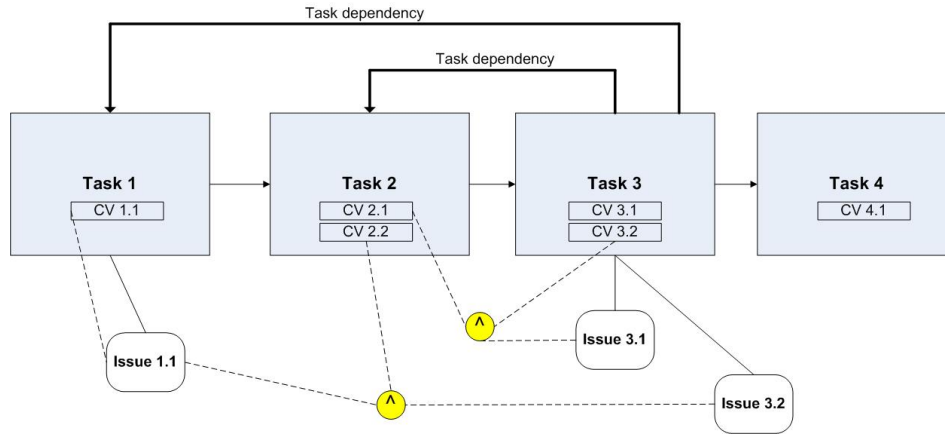 Task dependency
Task dependency
Task 1
Task 2
Task 3
Task 4
CV 1.1
CV 2.1
CV 3.1
CV 4.1
CV 2.2
CV 3.2
^
Issue 3.1
Issue 1.1
^
Issue 3.2